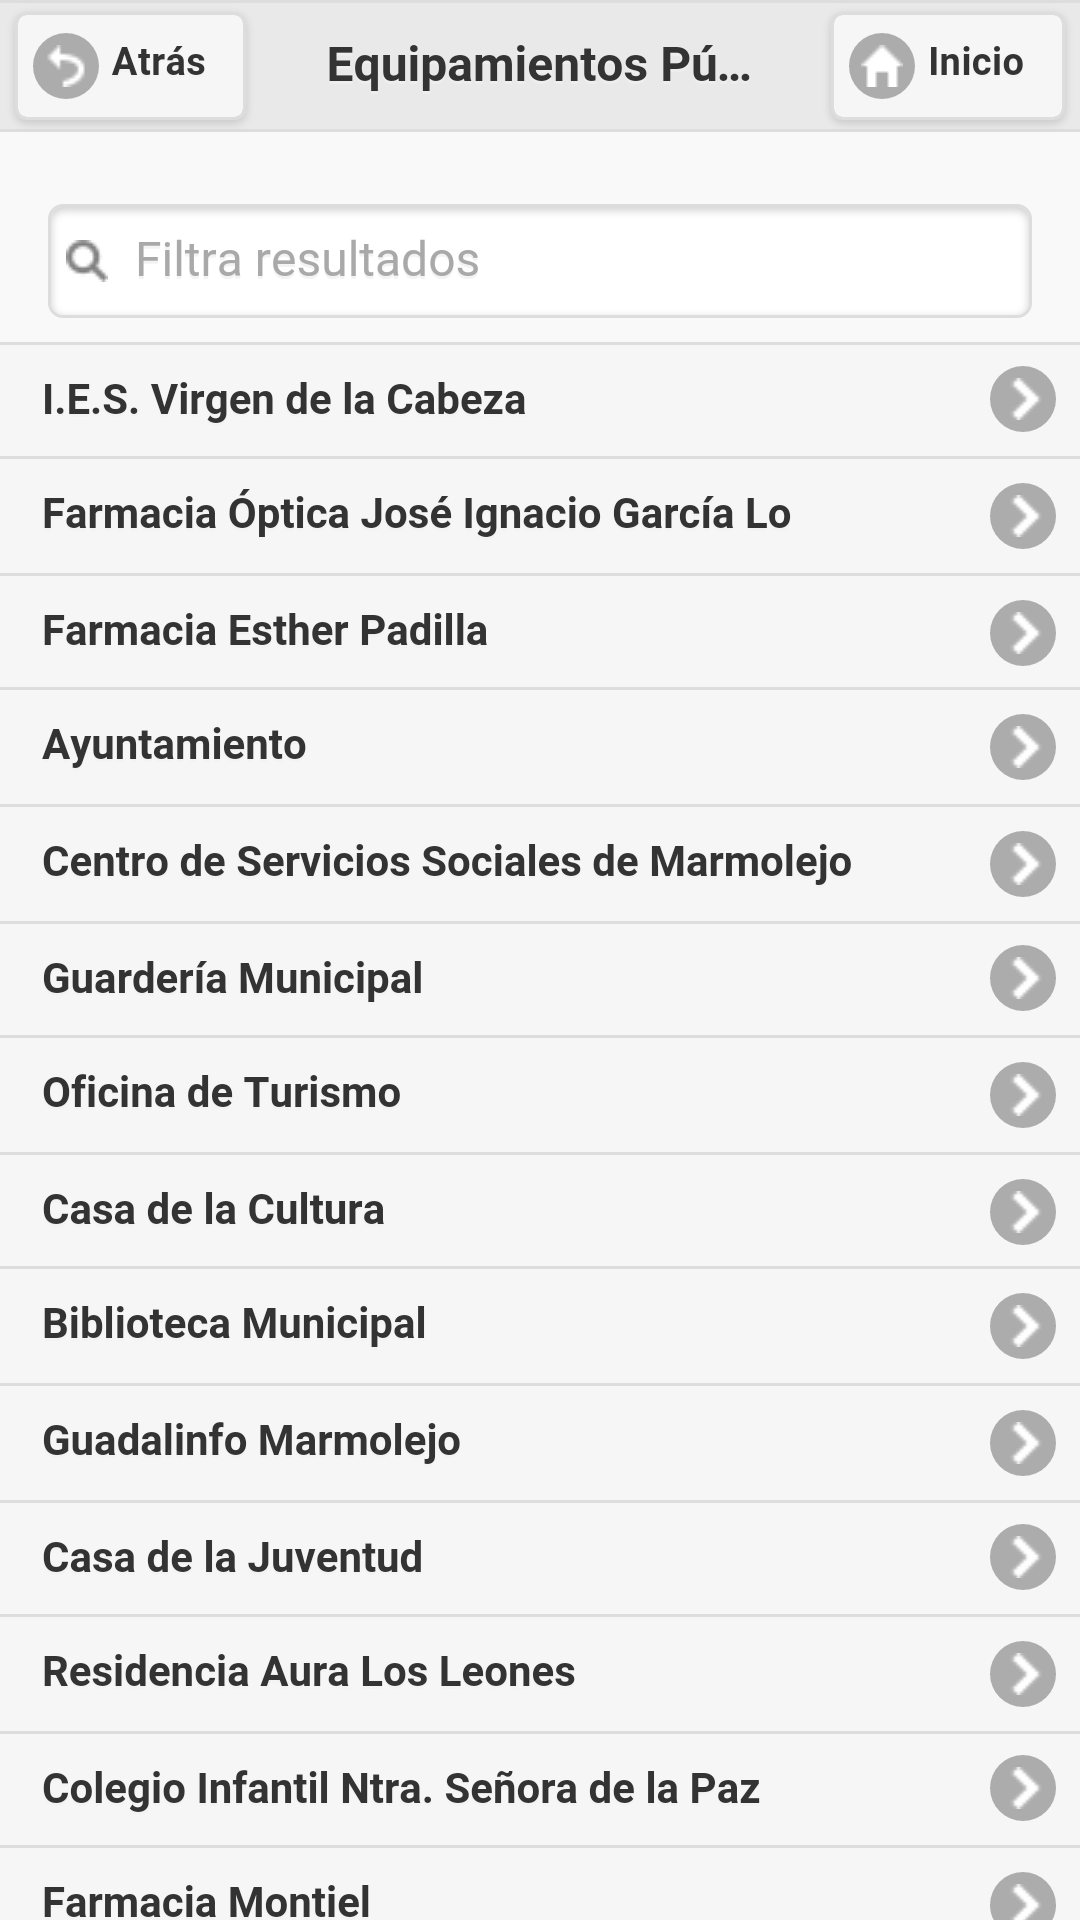 Atrás
Equipamientos Pú...
Inicio
Filtra resultados
I.E.S. Virgen de la Cabeza
Farmacia Óptica José Ignacio García Lo
Farmacia Esther Padilla
Ayuntamiento
Centro de Servicios Sociales de Marmolejo
Guardería Municipal
Oficina de Turismo
Casa de la Cultura
Biblioteca Municipal
Guadalinfo Marmolejo
Casa de la Juventud
Residencia Aura Los Leones
Colegio Infantil Ntra. Señora de la Paz
Farmacia Montiel